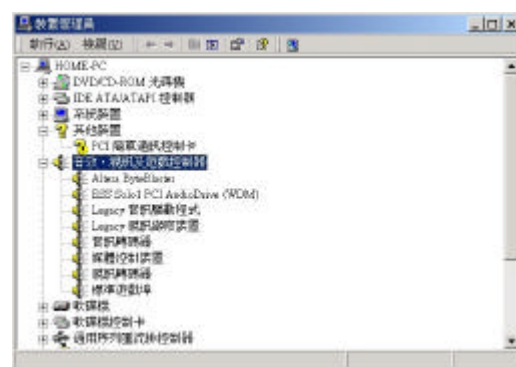 裝置管理員
執行(A) 檢視(V)
HOME-PC
DVD/CD-ROM 光碟機
IDE ATA/ATAPI 控制器
系統裝置
其他裝置
PCI 簡單通訊控制卡
音效，視訊及遊戲控制器
Altera ByteBlaster
ESS Solo-1 PCI AudioDrive (WDM)
Legacy 音訊驅動程式
Legacy 視訊擷取裝置
音訊轉碼器
媒體控制裝置
視訊轉碼器
標準遊戲埠
軟碟機
軟碟機控制卡
通用序列匯流排控制器